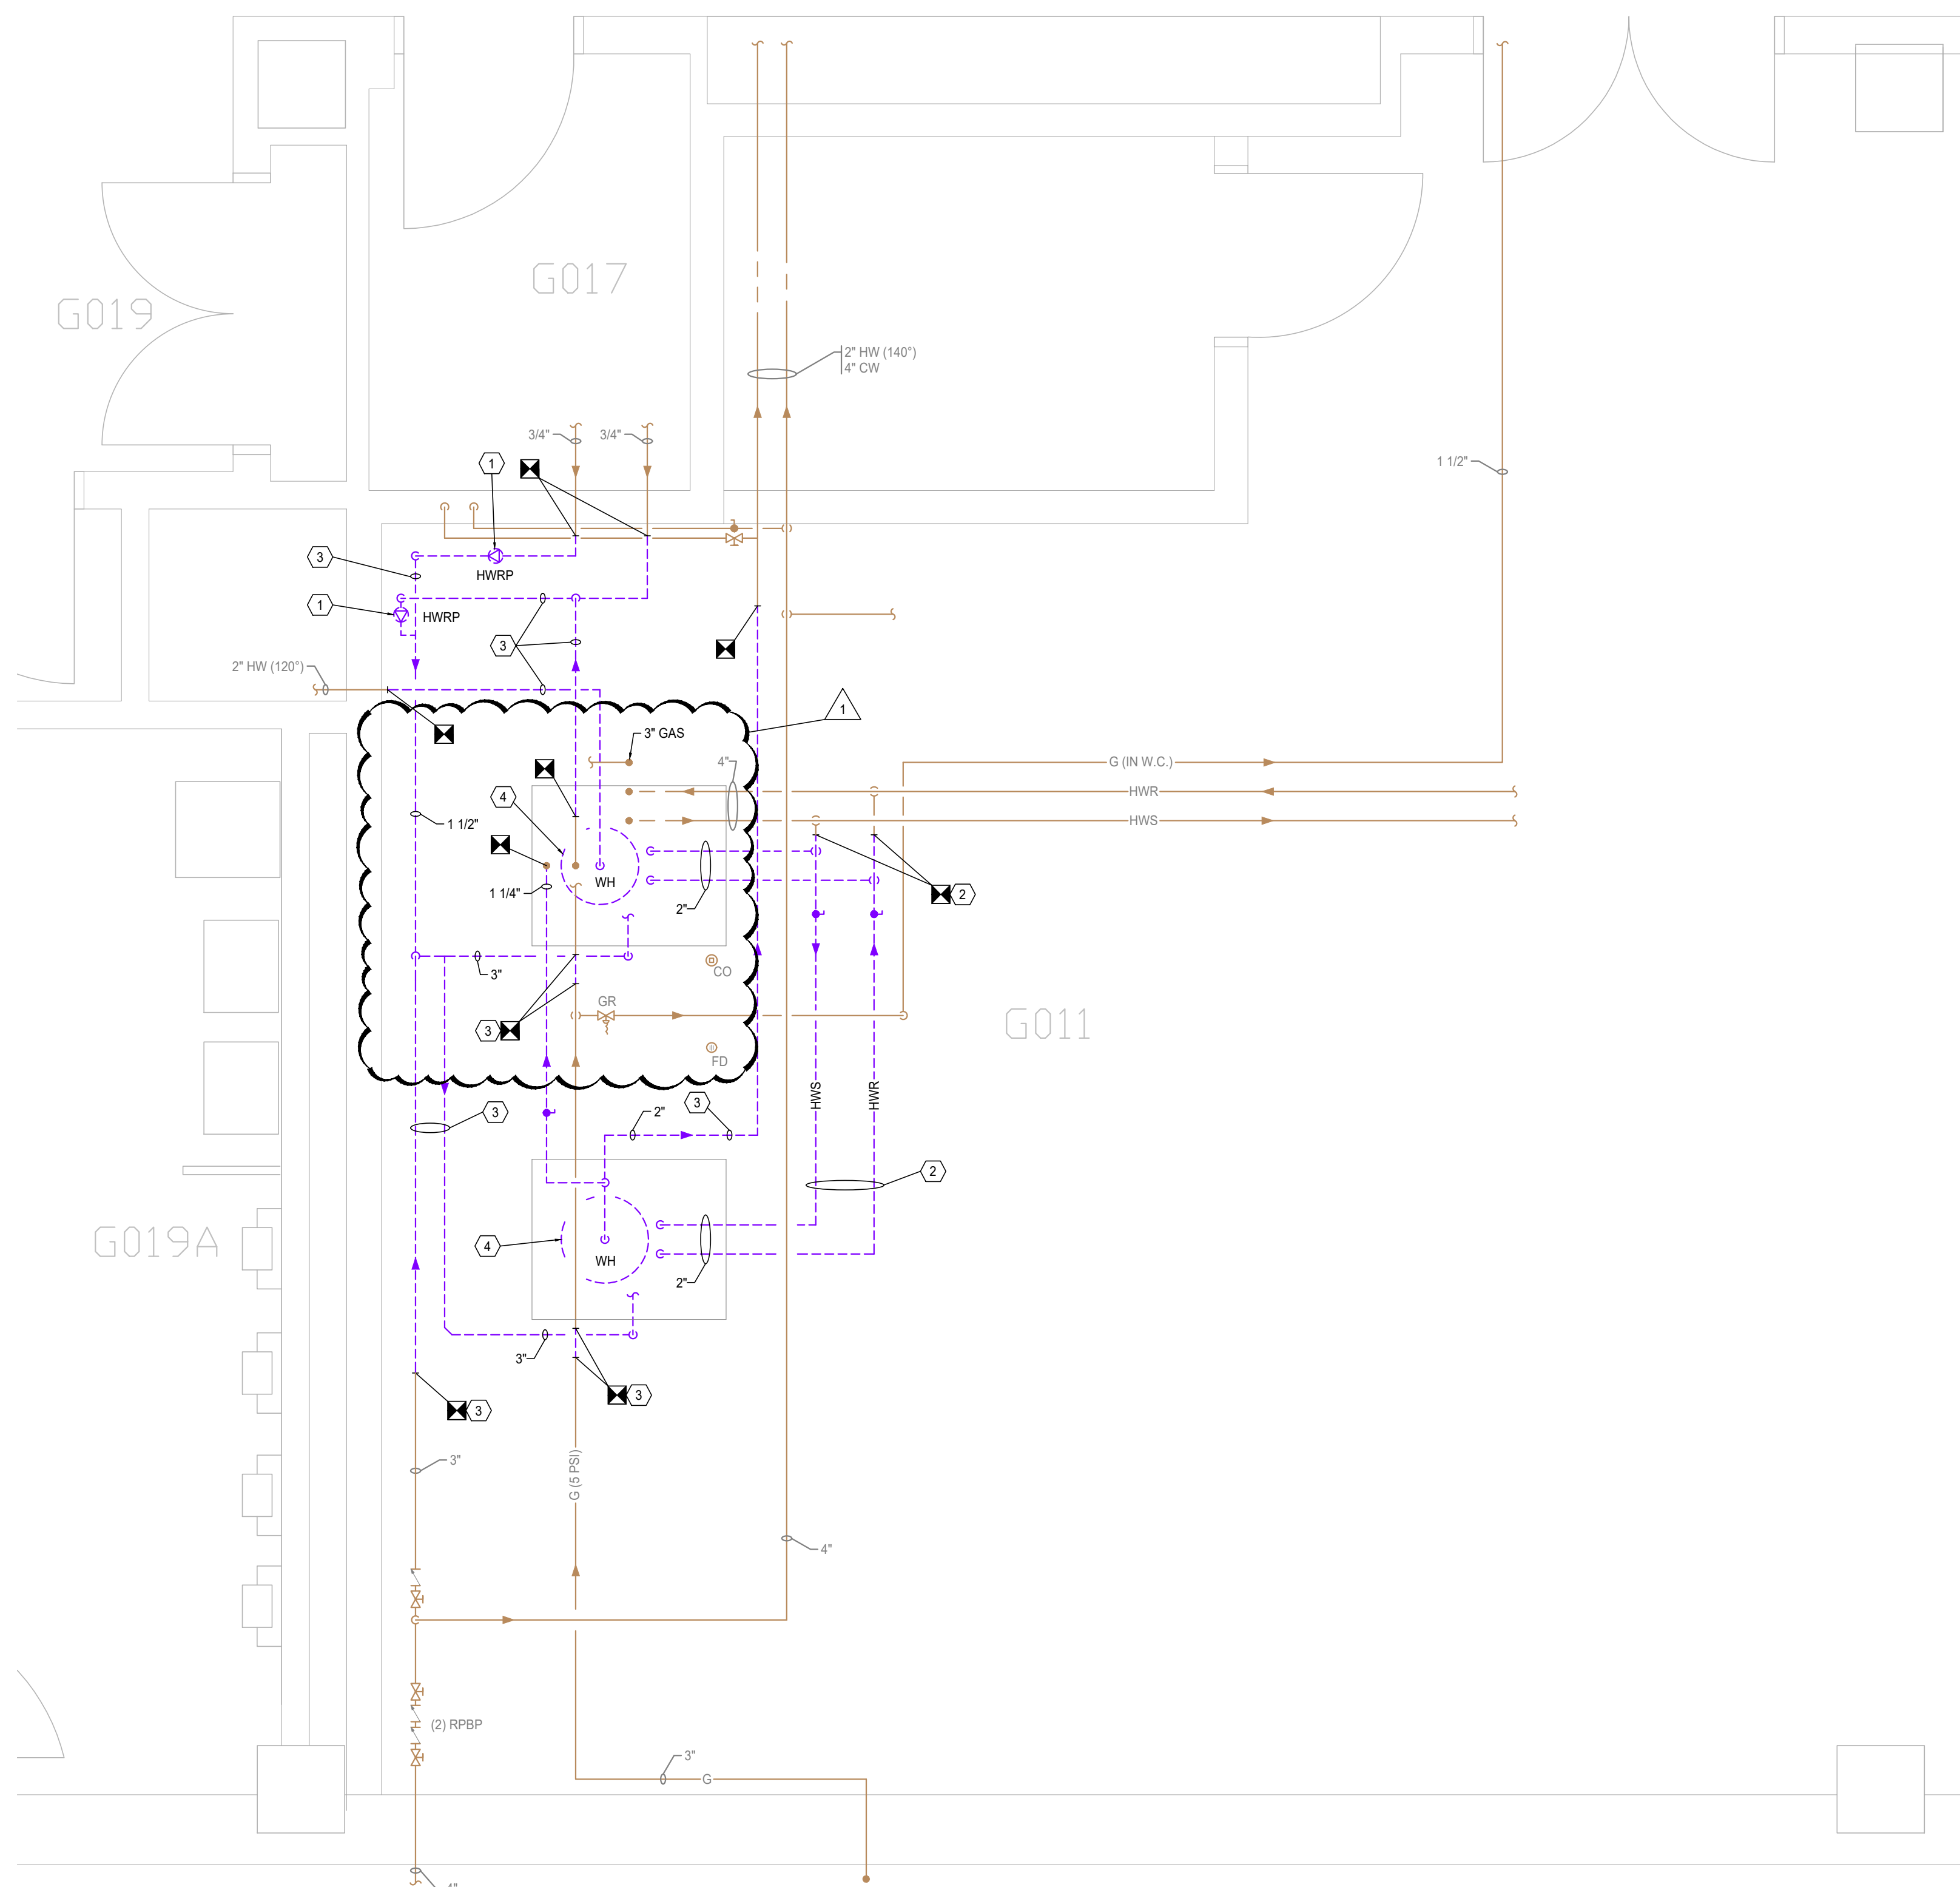 G017
G019
2" HW (140°)
4" CW
3/4"
3/4"
1
1 1/2"
3
HWRP
1
HWRP
3
2" HW (120°)
1
3" GAS
4"
G (IN W.C.)
HWR
4
HWS
1 1/2"
WH
1 1/4"
2"
2
3"
CO
GR
3
G011
FD
HWS
HWR
3
2"
3
2
G019A
4
WH
2"
3"
3
3
3"
G (5 PSI)
4"
(2) RPBP
3"
G